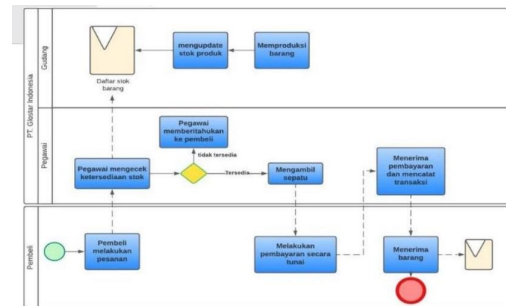 PT. Glostar Indonesia
Gudang
Daftar stok
barang
mengupdate
stok produk
Memproduksi
barang
Pegawai
Pegawai
memberitahukan
ke pembeli
tidak tersedia
Pegawai mengecek
ketersediaan stok
Tersedia
Mengambil
sepatu
Menerima
pembayaran
dan mencatat
transaksi
Pembeli
Pembeli
melakukan
pesanan
Melakukan
pembayaran secara
tunai
Menerima
barang